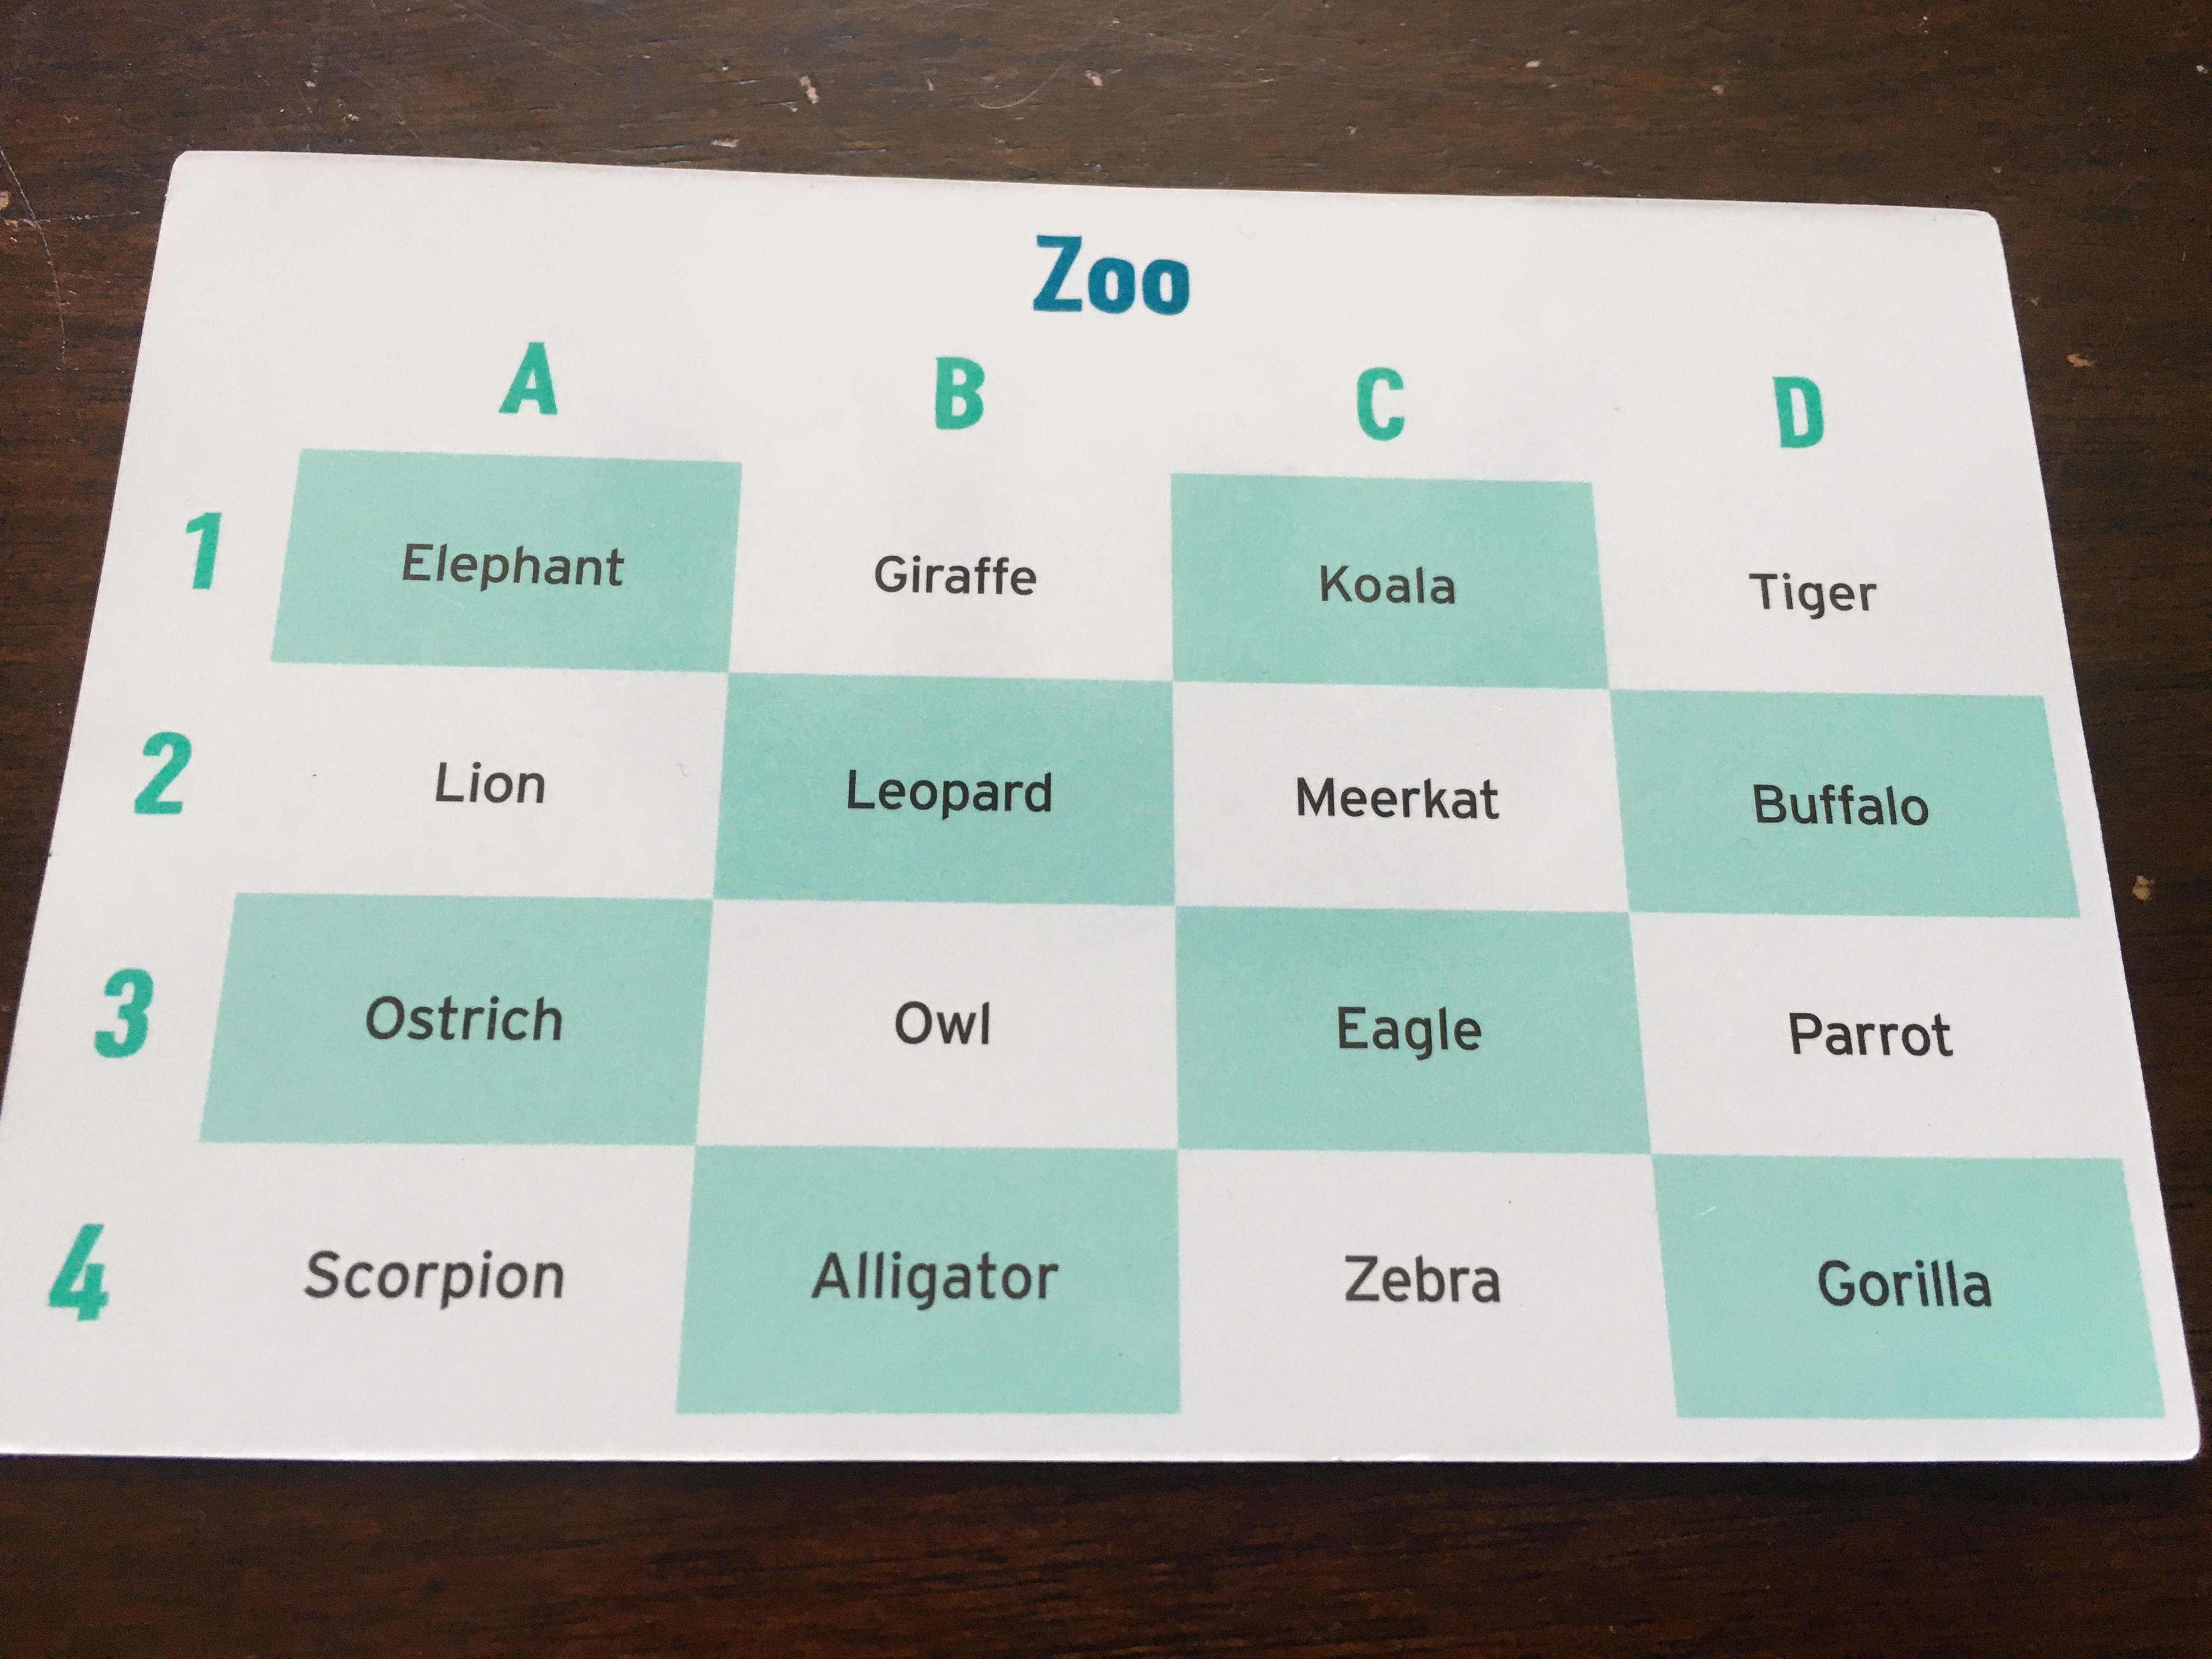 Zoo
A B C D
1 Elephant Giraffe Koala Tiger
2 Lion Leopard Meerkat Buffalo
3 Ostrich Owl Eagle Parrot
4 Scorpion Alligator Zebra Gorilla